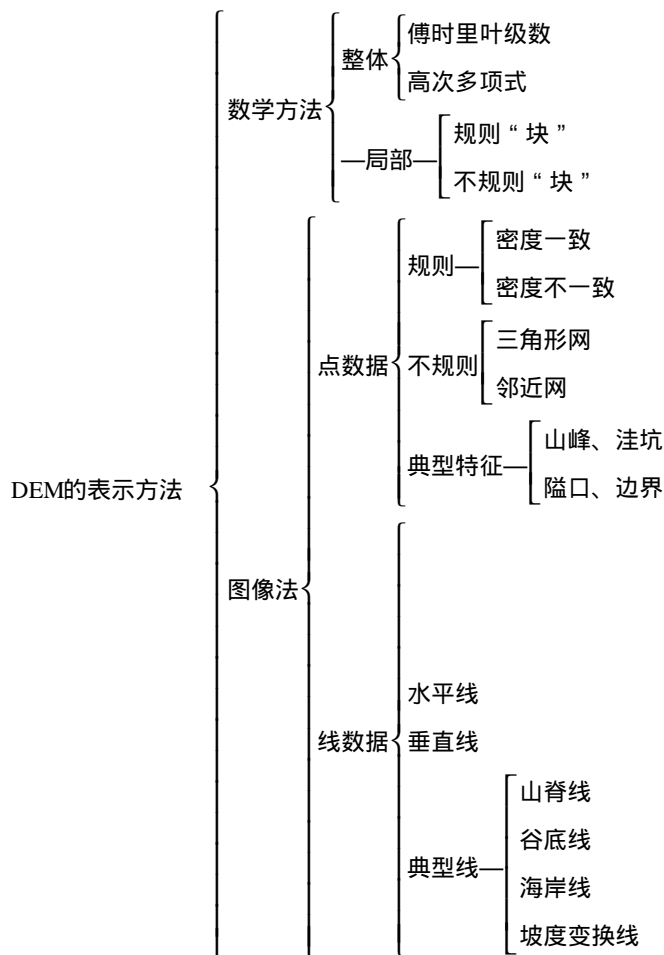 傅时里叶级数
整体
高次多项式
数学方法
规则“块”
局部
不规则“块”
密度一致
规则
密度不一致
三角形网
点数据
不规则
邻近网
山峰、洼坑
典型特征
隘口、边界
DEM的表示方法
图像法
水平线
线数据
垂直线
山脊线
谷底线
典型线
海岸线
坡度变换线